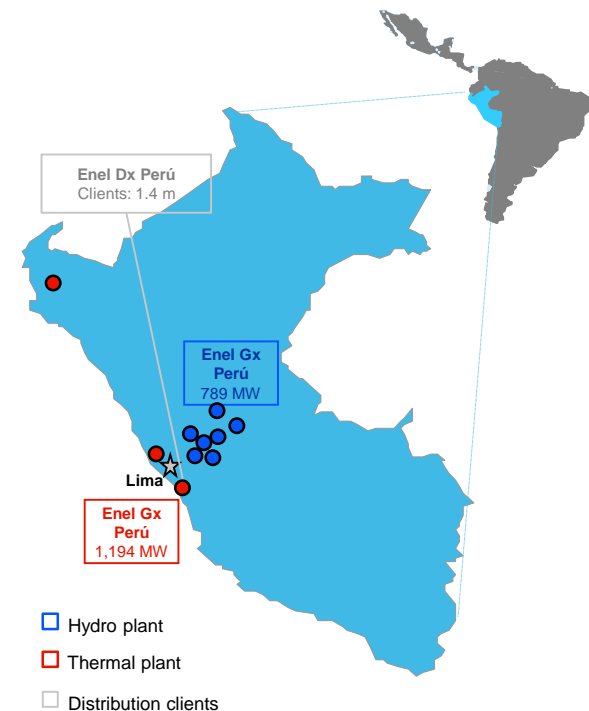 Enel Dx Perú
Clients: 1.4 m
Enel Gx
Perú
789 MW
Lima
Enel Gx
Perú
1,194 MW
Hydro plant
Thermal plant
Distribution clients